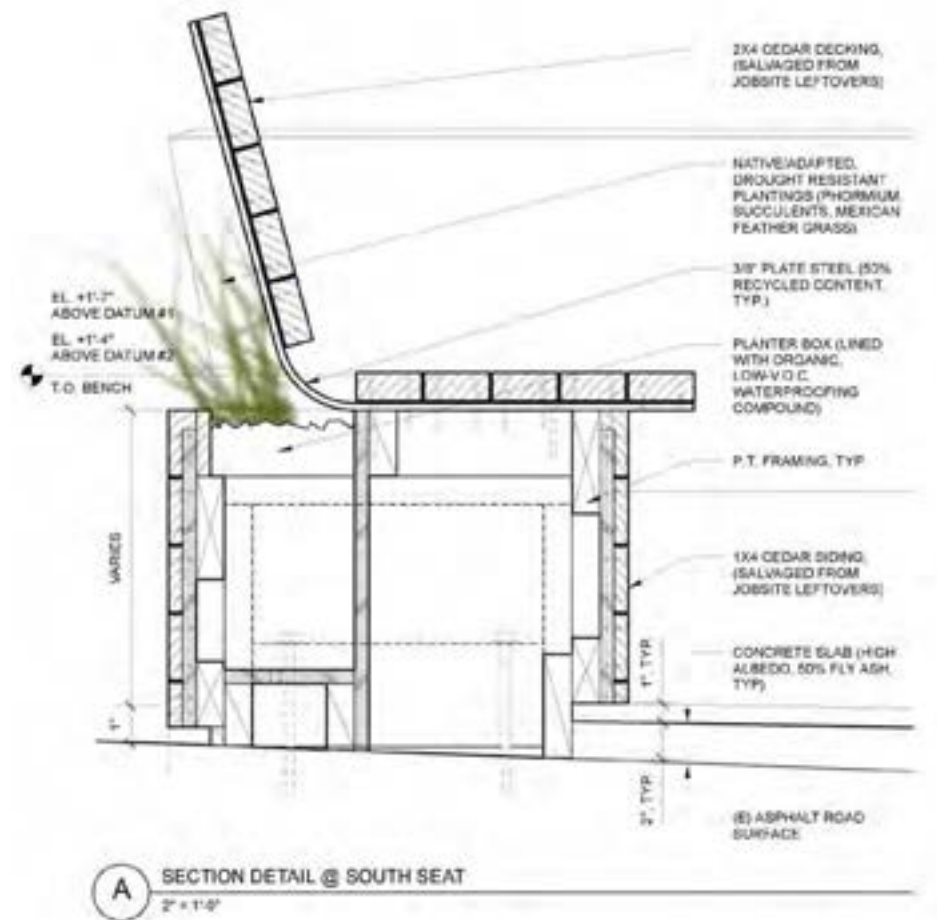 2X4 CEDAR DECKING,
(SALVAGED FROM
JOBSITE LEFTOVERS)
NATIVE/ADAPTED,
DROUGHT RESISTANT
PLANTINGS (PHORMIUM,
SUCCULENTS, MEXICAN
FEATHER GRASS)
3/8" PLATE STEEL (50%
RECYCLED CONTENT,
TYP.)
EL. +1'-7"
ABOVE DATUM #1
EL. +1'-4"
ABOVE DATUM #2
T.O. BENCH
PLANTER BOX (LINED
WITH ORGANIC,
LOW-V.O.C.
WATERPROOFING
COMPOUND)
P.T. FRAMING, TYP
VARIES
1X4 CEDAR SIDING,
(SALVAGED FROM
JOBSITE LEFTOVERS)
CONCRETE SLAB (HIGH
ALBEDO, 50% FLY ASH,
TYP)
1", TYP.
1"
2", TYP.
(E) ASPHALT ROAD
SURFACE
A
SECTION DETAIL @ SOUTH SEAT
2" = 1'-0"